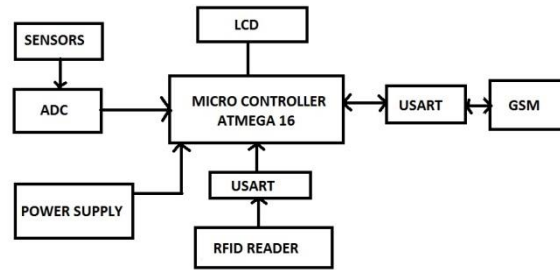 LCD
SENSORS
MICRO CONTROLLER
ATMEGA 16
ADC
USART
GSM
USART
POWER SUPPLY
RFID READER